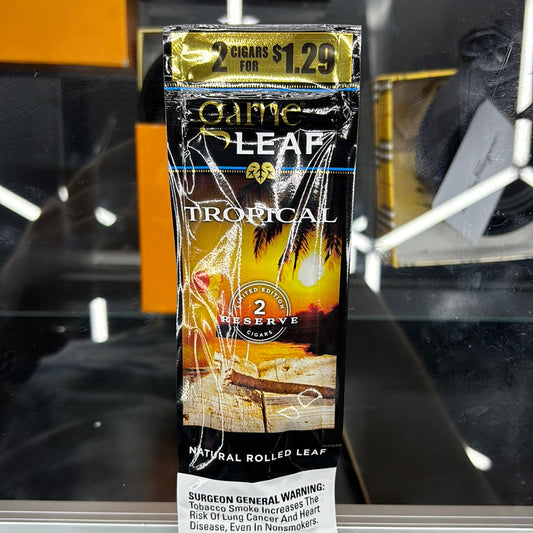 2 CIGARS FOR $1.29
game
LEAF
TROPICAL
LIMITED EDITION
2
RESERVE
CIGARS
NATURAL ROLLED LEAF
SURGEON GENERAL WARNING:
Tobacco Smoke Increases The
Risk Of Lung Cancer And Heart
Disease, Even In Nonsmokers.